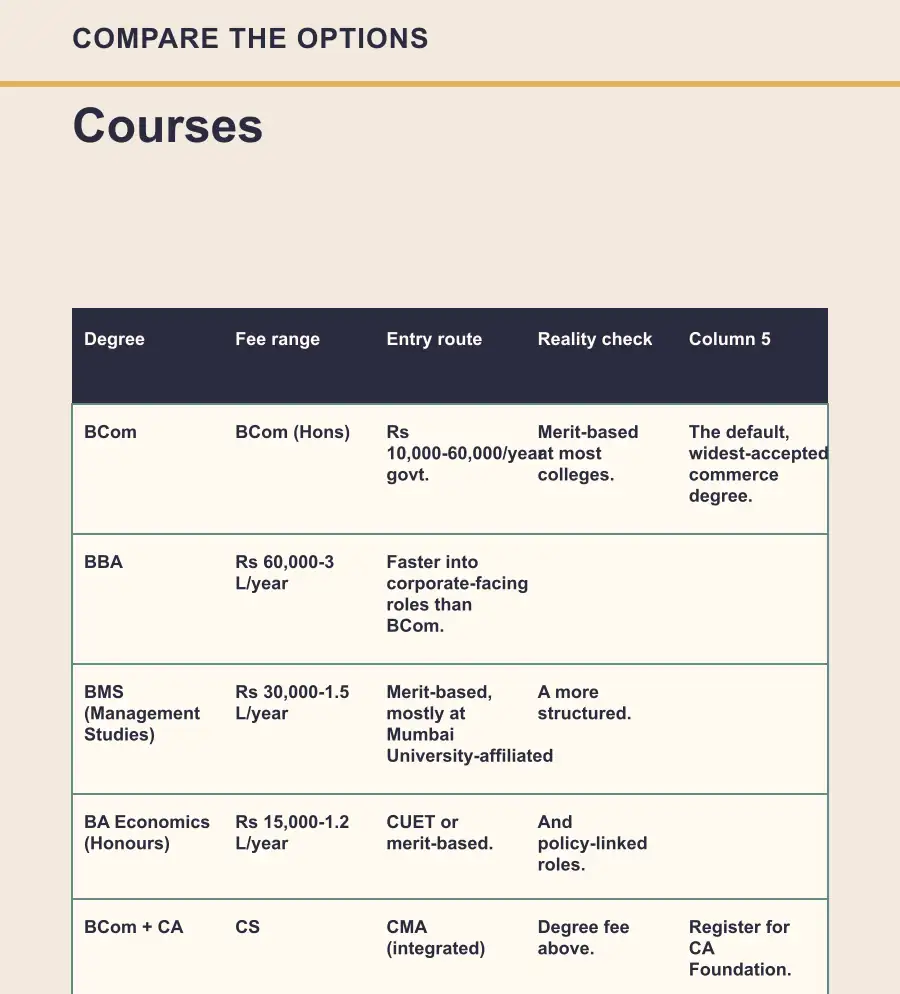 COMPARE THE OPTIONS
Courses
Degree Fee range Entry route Reality check Column 5
BCom BCom (Hons) Rs Merit-based The default,
10,000-60,000/year at most widest-accepted
govt. colleges. commerce
degree.
BBA Rs 60,000-3 Faster into
L/year corporate-facing
roles than
BCom.
BMS Rs 30,000-1.5 Merit-based, A more
(Management L/year mostly at structured.
Studies) Mumbai
University-affiliated
BA Economics Rs 15,000-1.2 CUET or And
(Honours) L/year merit-based. policy-linked
roles.
BCom + CA CS CMA Degree fee Register for
(integrated) above. CA
Foundation.